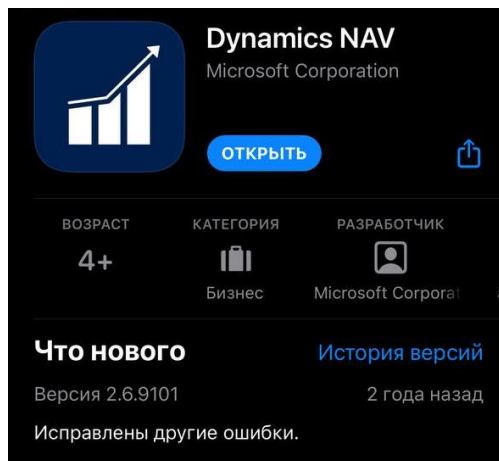 Dynamics NAV
Microsoft Corporation
ОТКРЫТЬ
ВОЗРАСТ КАТЕГОРИЯ РАЗРАБОТЧИК
4+
Бизнес Microsoft Corporat
Что нового История версий
Версия 2.6.9101 2 года назад
Исправлены другие ошибки.